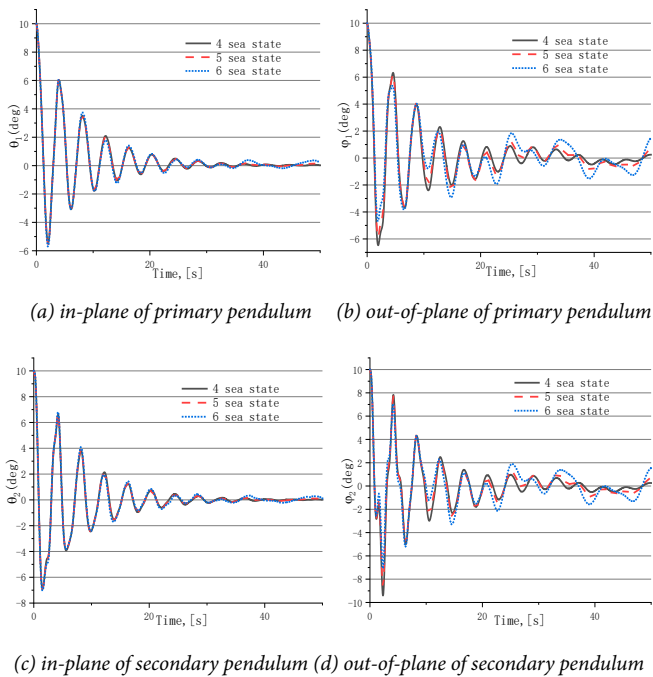 10
8
6
4
2
0
-2
-4
-6
θ₁(deg)
4 sea state
5 sea state
6 sea state
0 20 40
Time,[s]
(a) in-plane of primary pendulum
10
8
6
4
2
0
-2
-4
-6
φ₁(deg)
4 sea state
5 sea state
6 sea state
0 20 40
Time,[s]
(b) out-of-plane of primary pendulum
10
8
6
4
2
0
-2
-4
-6
-8
θ₂(deg)
4 sea state
5 sea state
6 sea state
0 20 40
Time,[s]
(c) in-plane of secondary pendulum
10
8
6
4
2
0
-2
-4
-6
-8
-10
φ₂(deg)
4 sea state
5 sea state
6 sea state
0 20 40
Time,[s]
(d) out-of-plane of secondary pendulum